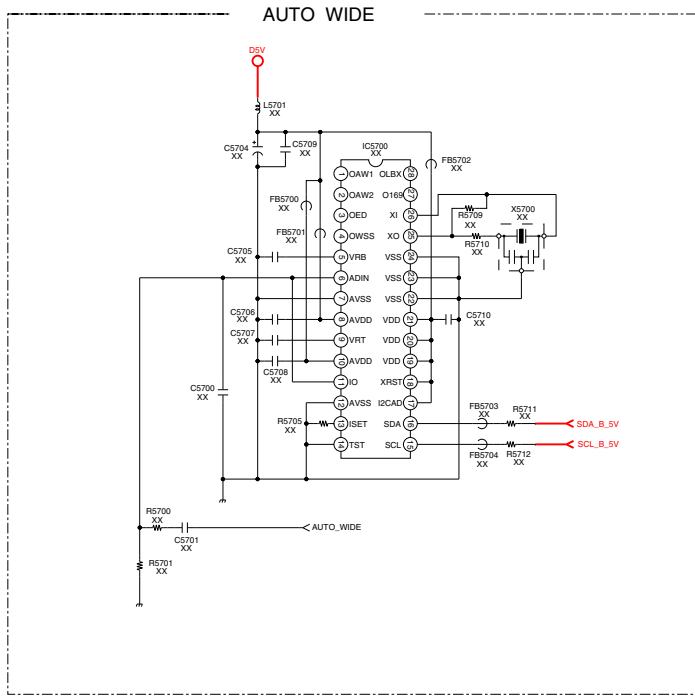 AUTO WIDE
D5V
L5701
XX
C5704
XX
C5709
XX
IC5700
XX
FB5702
XX
1 OAW1 OLBX 28
2 OAW2 O169 27
3 OED XI 26
4 OWSS XO 25
5 VRB VSS 24
6 ADIN VSS 23
7 AVSS VSS 22
8 AVDD VDD 21
9 VRT VDD 20
10 AVDD VDD 19
11 IO XRST 18
12 AVSS I2CAD 17
13 ISET SDA 16
14 TST SCL 15
FB5700
XX
FB5701
XX
X5700
XX
R5709
XX
R5710
XX
C5705
XX
C5706
XX
C5707
XX
C5708
XX
C5710
XX
C5700
XX
R5705
XX
FB5703
XX
R5711
XX
SDA_B_5V
FB5704
XX
R5712
XX
SCL_B_5V
R5700
XX
C5701
XX
AUTO_WIDE
R5701
XX